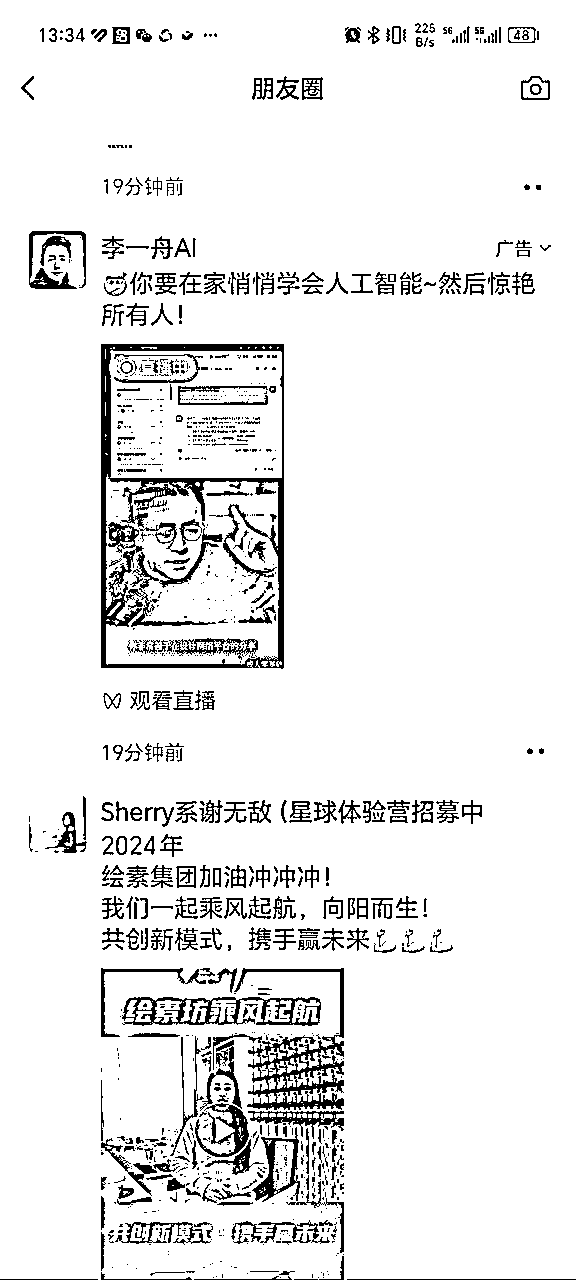 13:34
225
B/s
5G
5G
48
朋友圈
19分钟前
李一舟AI
广告
你要在家悄悄学会人工智能~然后惊艳
所有人！
直播中
观看直播
19分钟前
Sherry系谢无敌 (星球体验营招募中
2024年
绘素集团加油冲冲冲！
我们一起乘风起航，向阳而生！
共创新模式，携手赢未来
绘素坊乘风起航
共创新模式 携手赢未来